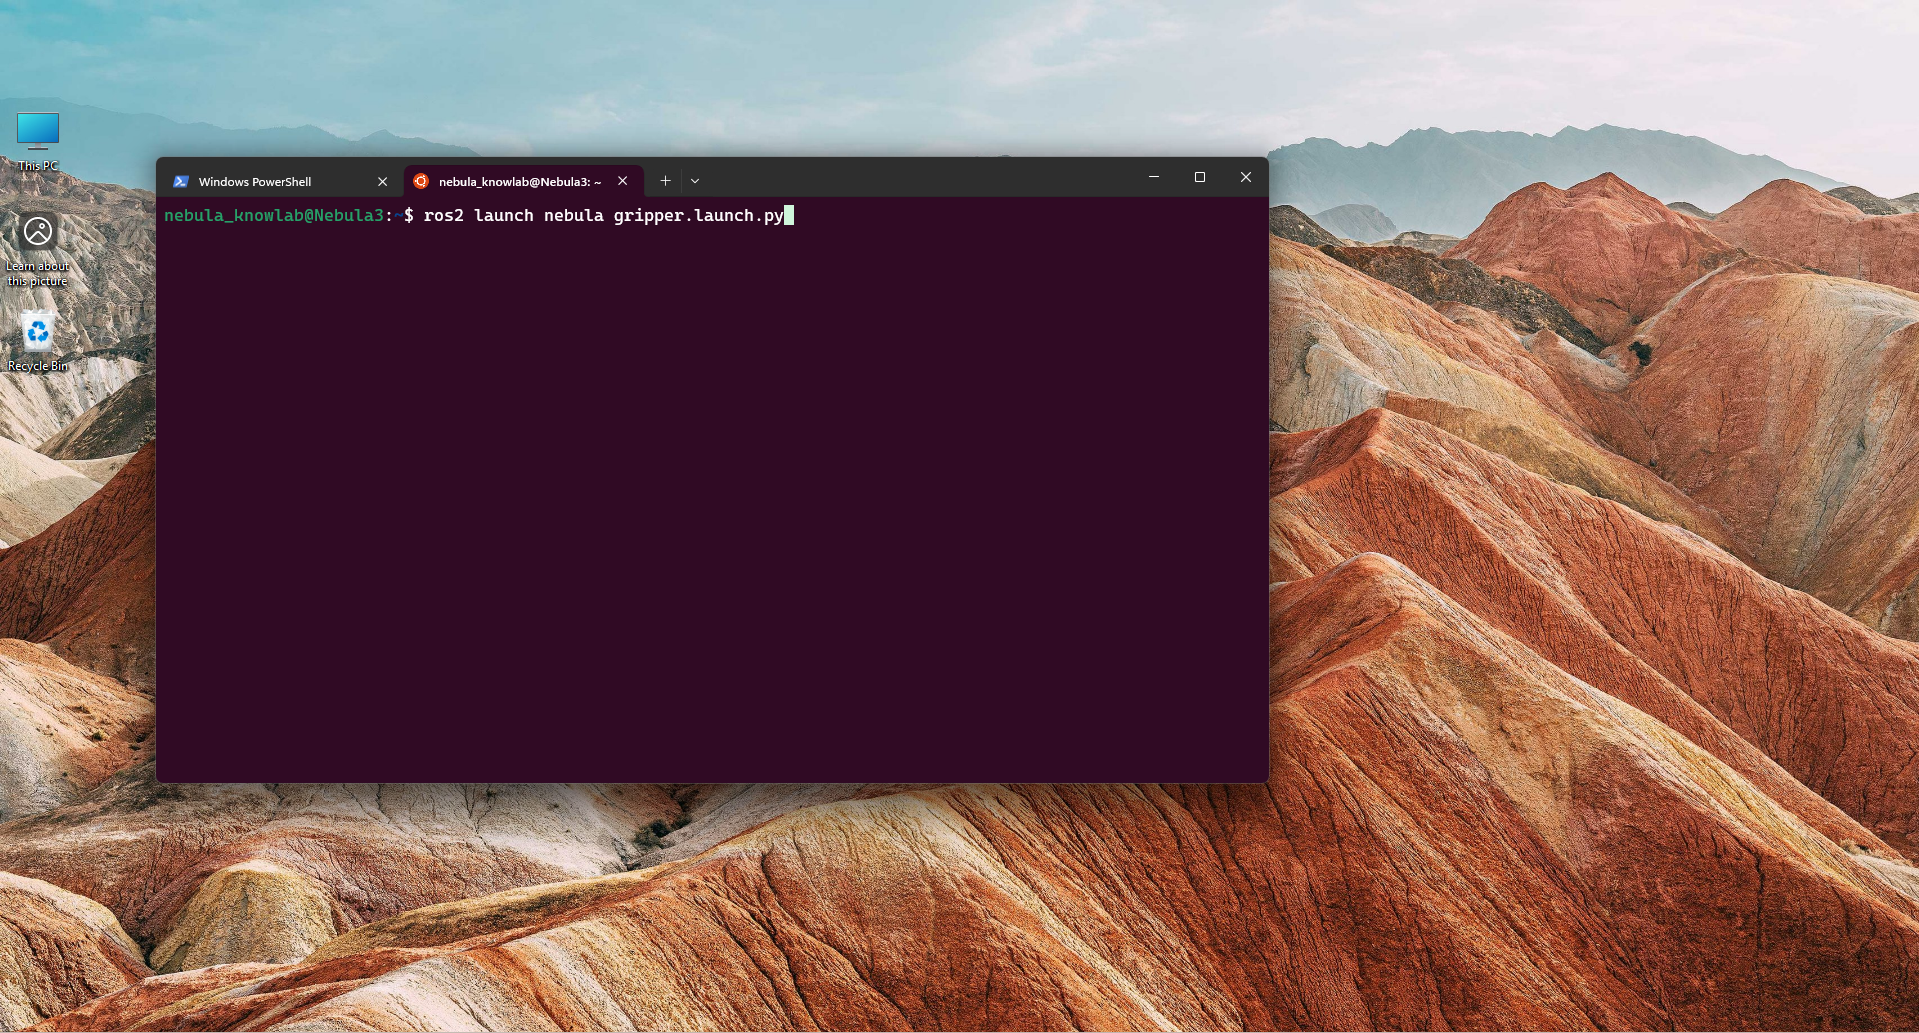 This PC
Learn about
this picture
Recycle Bin
Windows PowerShell
nebula_knowlab@Nebula3: ~
nebula_knowlab@Nebula3:~$ ros2 launch nebula gripper.launch.py